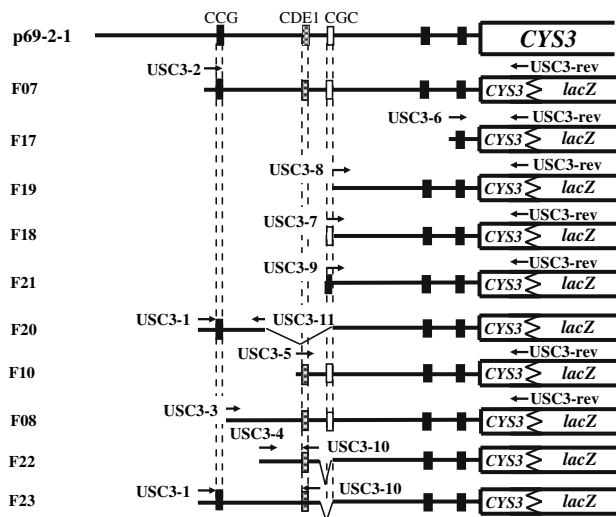 CCG CDE1 CGC
p69-2-1 CYS3
USC3-2 USC3-rev
F07 CYS3 lacZ
USC3-6 USC3-rev
F17 CYS3 lacZ
USC3-8 USC3-rev
F19 CYS3 lacZ
USC3-7 USC3-rev
F18 CYS3 lacZ
USC3-9 USC3-rev
F21 CYS3 lacZ
USC3-1 USC3-11
F20 CYS3 lacZ
USC3-5 USC3-rev
F10 CYS3 lacZ
USC3-3 USC3-rev
F08 CYS3 lacZ
USC3-4 USC3-10
F22 CYS3 lacZ
USC3-1 USC3-10
F23 CYS3 lacZ